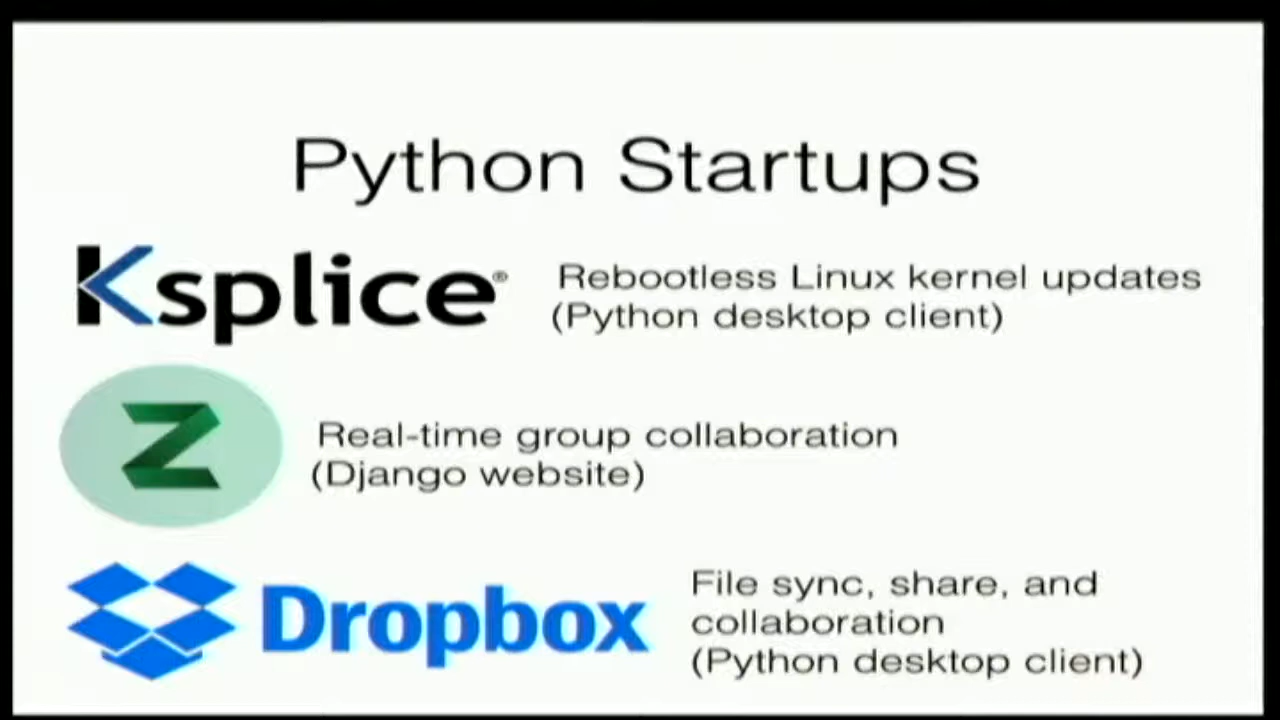 Python Startups
Ksplice®
Rebootless Linux kernel updates
(Python desktop client)
Z
Real-time group collaboration
(Django website)
Dropbox
File sync, share, and
collaboration
(Python desktop client)